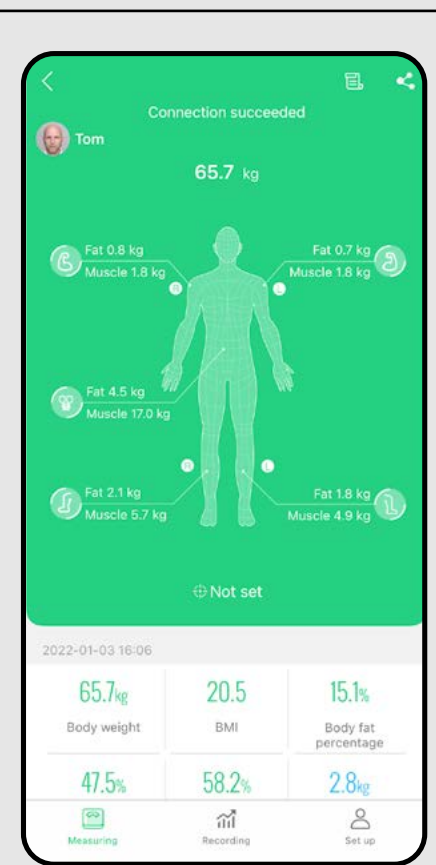 Connection succeeded
Tom
65.7 kg
Fat 0.8 kg
Muscle 1.8 kg
R
Fat 0.7 kg
Muscle 1.8 kg
L
Fat 4.5 kg
Muscle 17.0 kg
R
L
Fat 2.1 kg
Muscle 5.7 kg
Fat 1.8 kg
Muscle 4.9 kg
Not set
2022-01-03 16:06
65.7kg
Body weight
20.5
BMI
15.1%
Body fat
percentage
47.5%
58.2%
2.8kg
Measuring
Recording
Set up